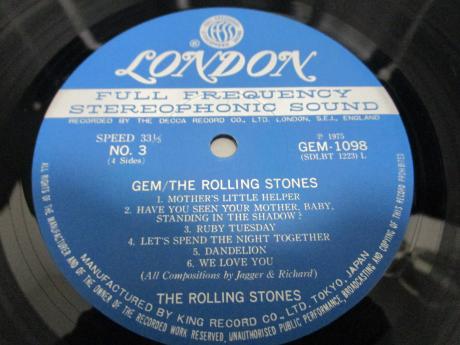 LONDON
®
FULL FREQUENCY
STEREOPHONIC SOUND
RECORDED BY THE DECCA RECORD CO., LTD. LONDON, S.E.I., ENGLAND
SPEED 33⅓
NO. 3
(4 Sides)
℗ 1975
GEM-1098
(SDLBT 1223) L
GEM/THE ROLLING STONES
1. MOTHER'S LITTLE HELPER
2. HAVE YOU SEEN YOUR MOTHER, BABY,
STANDING IN THE SHADOW?
3. RUBY TUESDAY
4. LET'S SPEND THE NIGHT TOGETHER
5. DANDELION
6. WE LOVE YOU
(All Compositions by Jagger & Richard)
THE ROLLING STONES
MANUFACTURED BY KING RECORD CO., LTD., TOKYO, JAPAN
ALL RIGHTS OF THE MANUFACTURER AND OF THE OWNER OF THE RECORDED WORK RESERVED, UNAUTHORISED PUBLIC PERFORMANCE, BROADCASTING AND COPYING OF THIS RECORD PROHIBITED